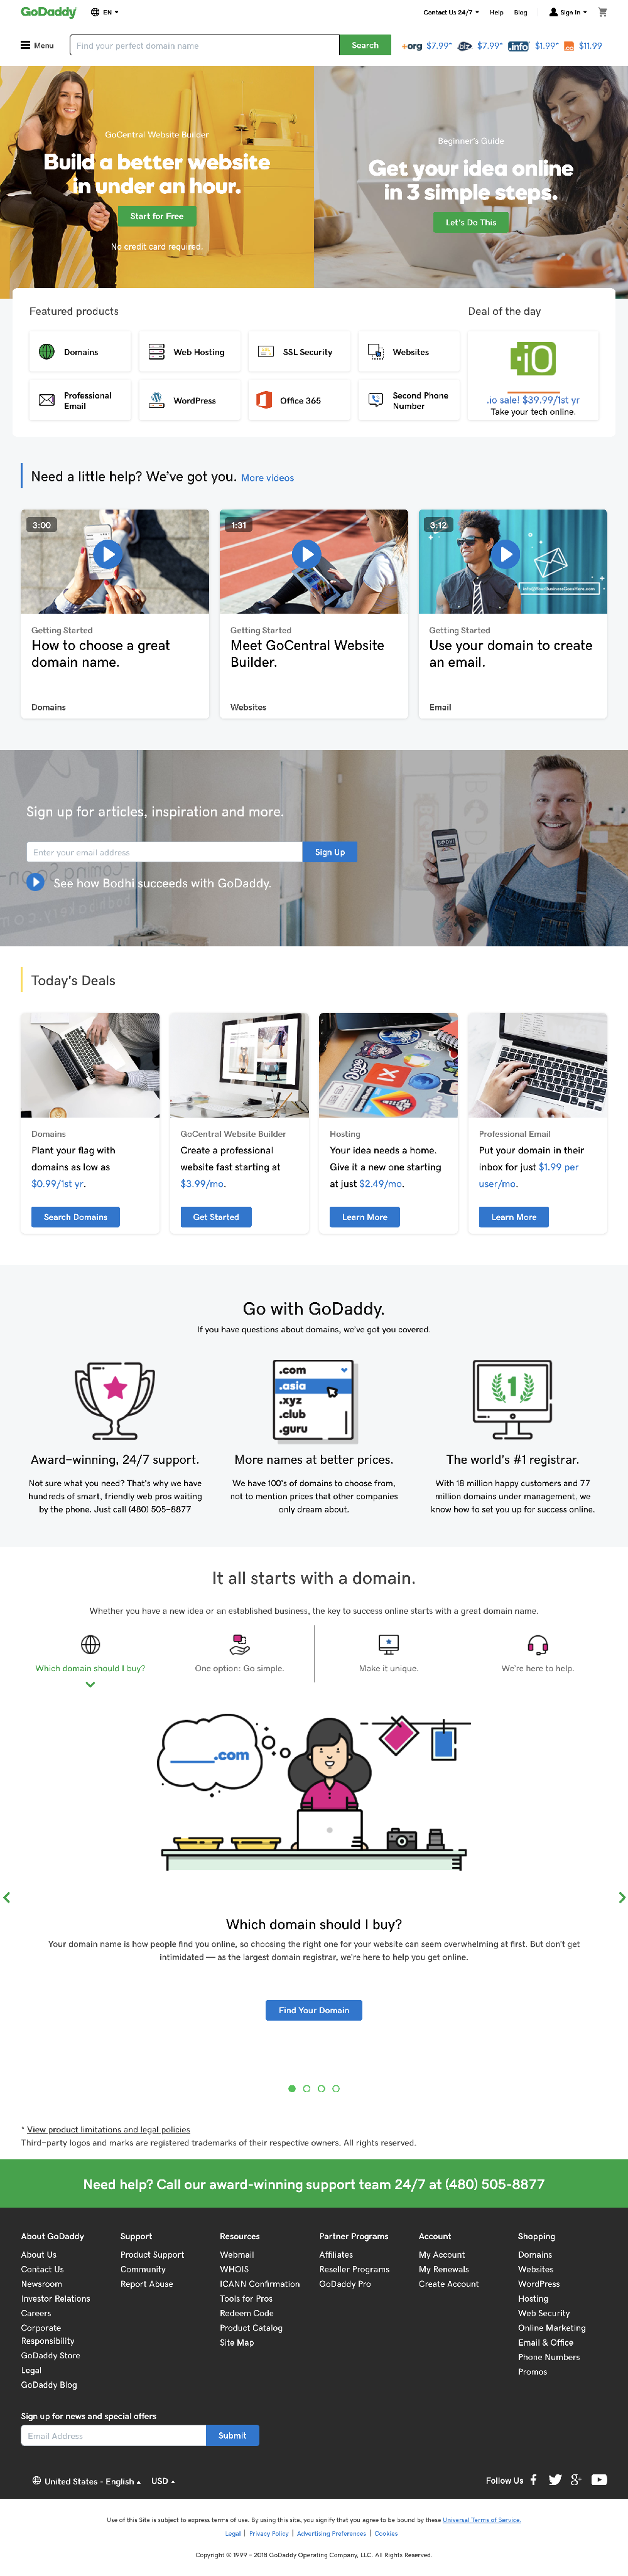 GoDaddy
EN
Contact Us 24/7
Help
Blog
Sign In
Menu
Find your perfect domain name
Search
.org $7.99* $7.99* .info $1.99* $11.99
GoCentral Website Builder
Build a better website
in under an hour.
Start for Free
No credit card required.
Beginner's Guide
Get your idea online
in 3 simple steps.
Let's Do This
Featured products
Deal of the day
Domains
Web Hosting
SSL Security
Websites
Professional
Email
WordPress
Office 365
Second Phone
Number
.io sale! $39.99/1st yr
Take your tech online.
Need a little help? We've got you. More videos
3:00
1:31
3:12
Getting Started
How to choose a great
domain name.
Domains
Getting Started
Meet GoCentral Website
Builder.
Websites
Getting Started
Use your domain to create
an email.
Email
Sign up for articles, inspiration and more.
Enter your email address
Sign Up
See how Bodhi succeeds with GoDaddy.
Today's Deals
Domains
Plant your flag with
domains as low as
$0.99/1st yr.
Search Domains
GoCentral Website Builder
Create a professional
website fast starting at
$3.99/mo.
Get Started
Hosting
Your idea needs a home.
Give it a new one starting
at just $2.49/mo.
Learn More
Professional Email
Put your domain in their
inbox for just $1.99 per
user/mo.
Learn More
Go with GoDaddy.
If you have questions about domains, we've got you covered.
.com
.asia
.xyz
.club
.guru
1
Award-winning, 24/7 support.
Not sure what you need? That's why we have
hundreds of smart, friendly web pros waiting
by the phone. Just call (480) 505-8877
More names at better prices.
We have 100's of domains to choose from,
not to mention prices that other companies
only dream about.
The world's #1 registrar.
With 18 million happy customers and 77
million domains under management, we
know how to set you up for success online.
It all starts with a domain.
Whether you have a new idea or an established business, the key to success online starts with a great domain name.
Which domain should I buy?
One option: Go simple.
Make it unique.
We're here to help.
.com
Which domain should I buy?
Your domain name is how people find you online, so choosing the right one for your website can seem overwhelming at first. But don't get
intimidated — as the largest domain registrar, we're here to help you get online.
Find Your Domain
* View product limitations and legal policies
Third-party logos and marks are registered trademarks of their respective owners. All rights reserved.
Need help? Call our award-winning support team 24/7 at (480) 505-8877
About GoDaddy
About Us
Contact Us
Newsroom
Investor Relations
Careers
Corporate
Responsibility
GoDaddy Store
Legal
GoDaddy Blog
Support
Product Support
Community
Report Abuse
Resources
Webmail
WHOIS
ICANN Confirmation
Tools for Pros
Redeem Code
Product Catalog
Site Map
Partner Programs
Affiliates
Reseller Programs
GoDaddy Pro
Account
My Account
My Renewals
Create Account
Shopping
Domains
Websites
WordPress
Hosting
Web Security
Online Marketing
Email & Office
Phone Numbers
Promos
Sign up for news and special offers
Email Address
Submit
United States - English
USD
Follow Us
Use of this Site is subject to express terms of use. By using this site, you signify that you agree to be bound by these Universal Terms of Service.
Legal | Privacy Policy | Advertising Preferences | Cookies
Copyright © 1999 - 2018 GoDaddy Operating Company, LLC. All Rights Reserved.